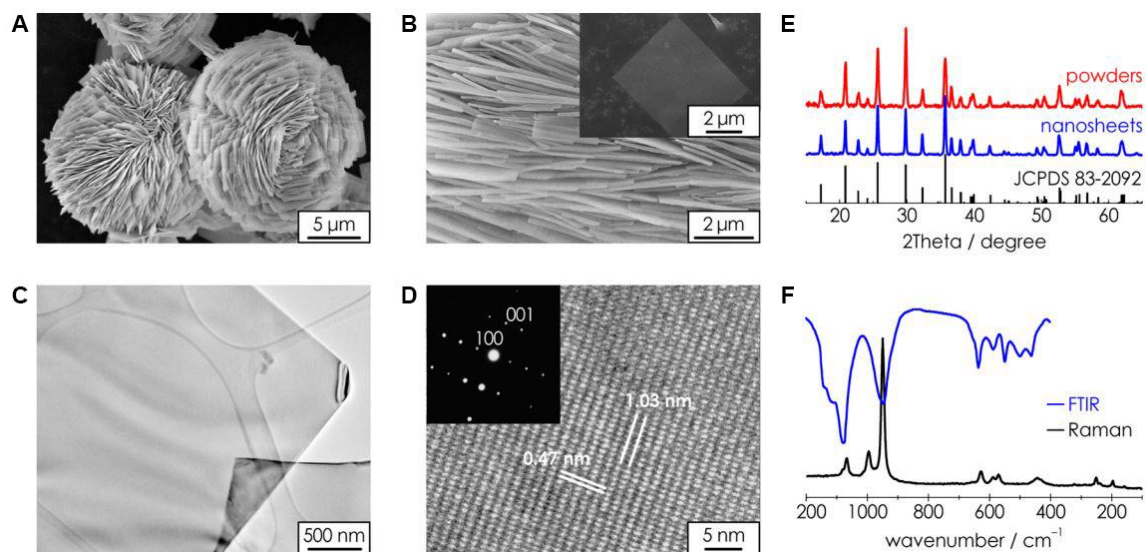 A
5 µm
B
2 µm
2 µm
C
500 nm
D
001
100
1.03 nm
0.47 nm
5 nm
E
powders
nanosheets
JCPDS 83-2092
20 30 40 50 60
2Theta / degree
F
FTIR
Raman
200 1000 800 600 400 200
wavenumber / cm⁻¹